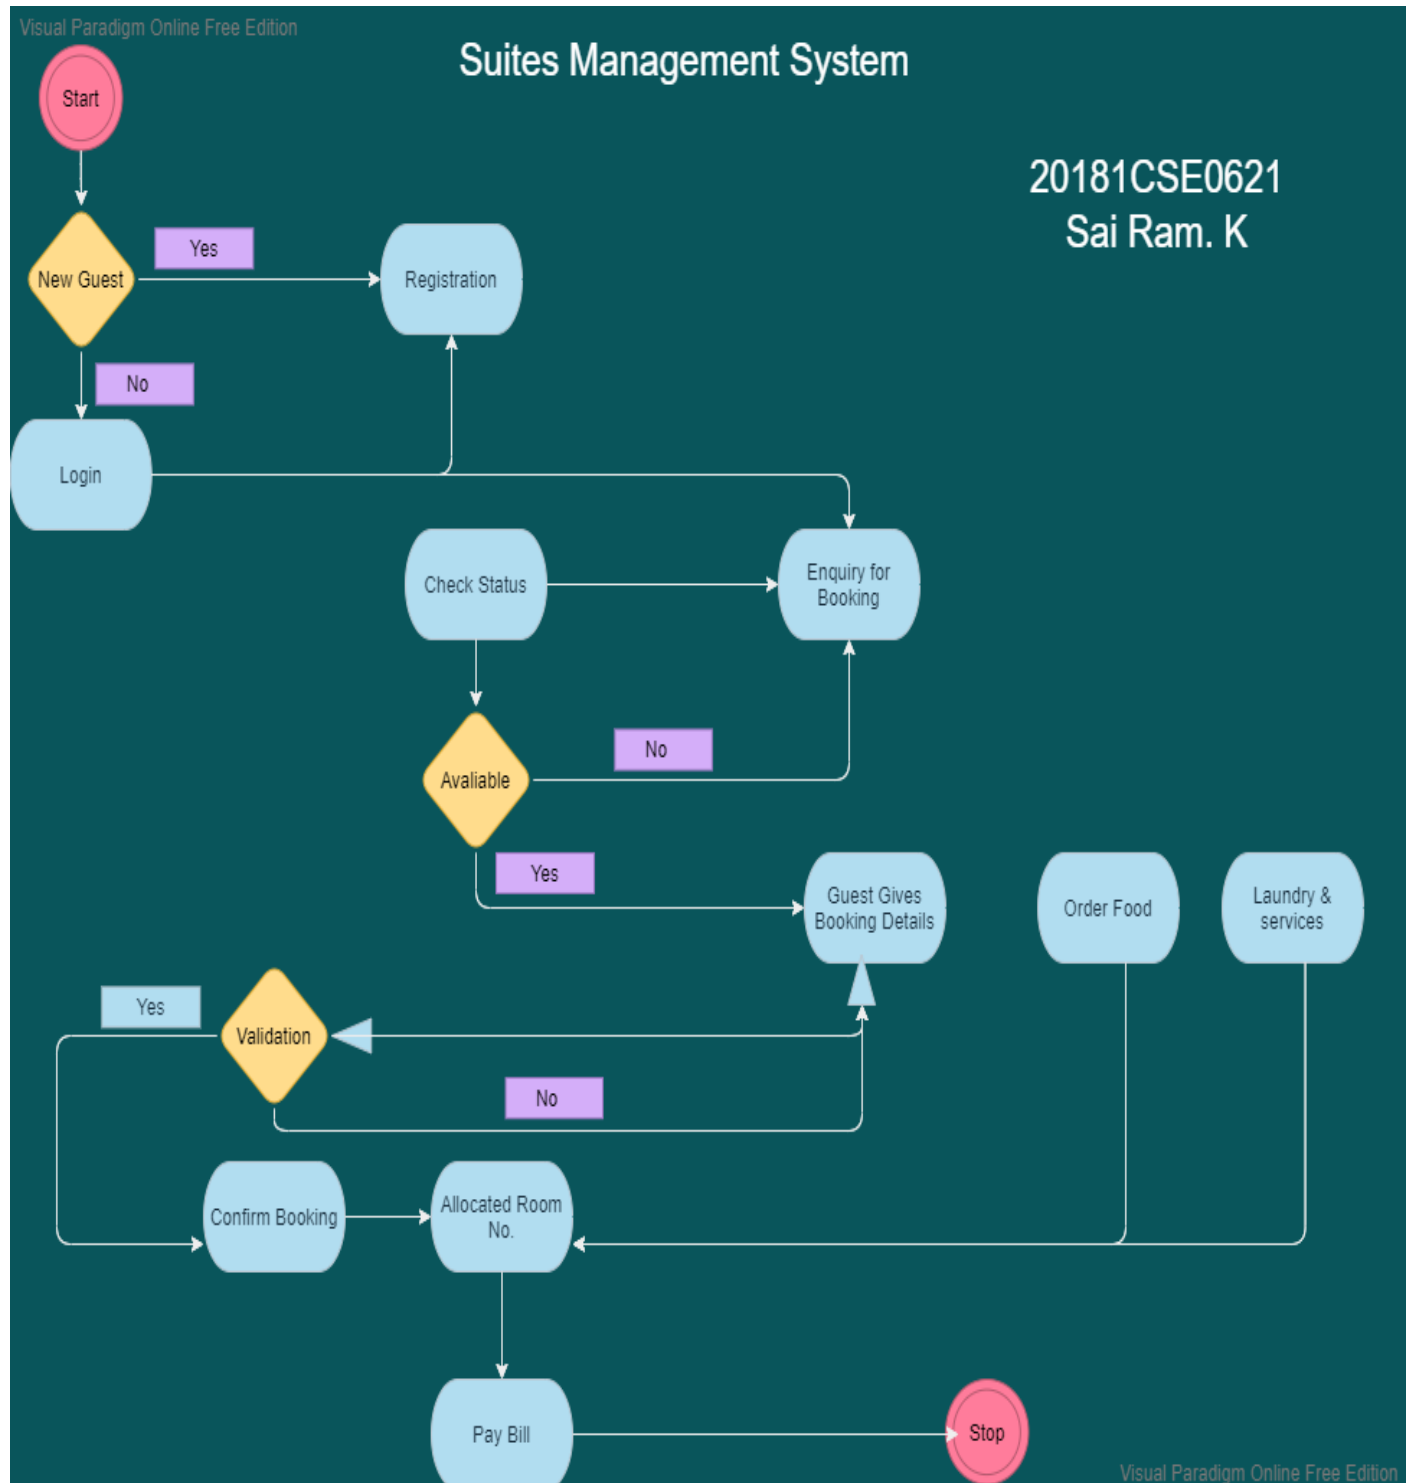 Visual Paradigm Online Free Edition
Suites Management System
Start
20181CSE0621
Sai Ram. K
Yes
New Guest
Registration
No
Login
Check Status
Enquiry for
Booking
No
Avaliable
Yes
Guest Gives
Booking Details
Order Food
Laundry &
services
Yes
Validation
No
Confirm Booking
Allocated Room
No.
Pay Bill
Stop
Visual Paradigm Online Free Edition